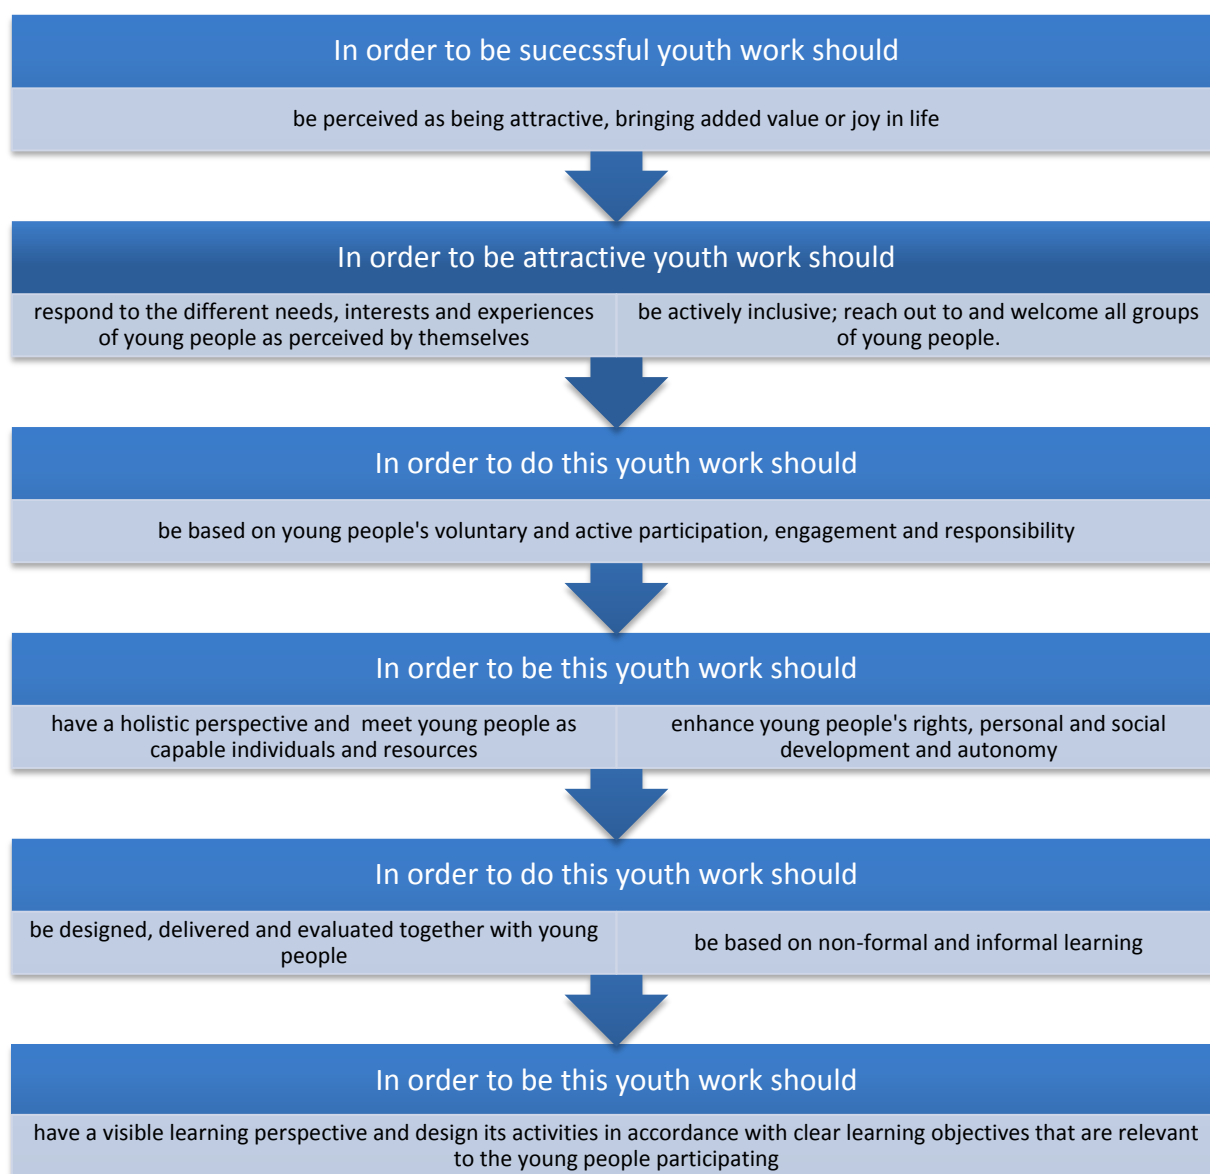 In order to be sucecssful youth work should
be perceived as being attractive, bringing added value or joy in life
In order to be attractive youth work should
respond to the different needs, interests and experiences
of young people as perceived by themselves
be actively inclusive; reach out to and welcome all groups
of young people.
In order to do this youth work should
be based on young people's voluntary and active participation, engagement and responsibility
In order to be this youth work should
have a holistic perspective and  meet young people as
capable individuals and resources
enhance young people's rights, personal and social
development and autonomy
In order to do this youth work should
be designed, delivered and evaluated together with young
people
be based on non-formal and informal learning
In order to be this youth work should
have a visible learning perspective and design its activities in accordance with clear learning objectives that are relevant
to the young people participating